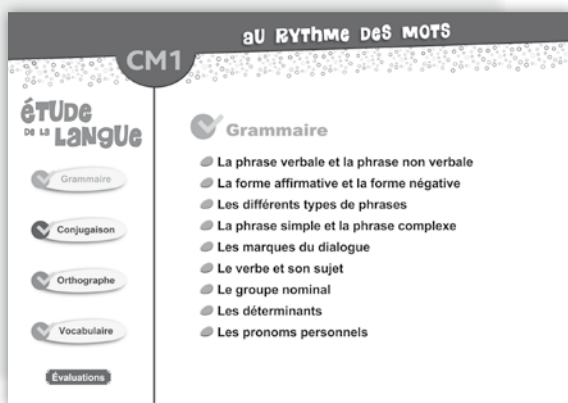 au rythme des mots
CM1
étude
de la langue
Grammaire
Conjugaison
Orthographe
Vocabulaire
Évaluations
Grammaire
La phrase verbale et la phrase non verbale
La forme affirmative et la forme négative
Les différents types de phrases
La phrase simple et la phrase complexe
Les marques du dialogue
Le verbe et son sujet
Le groupe nominal
Les déterminants
Les pronoms personnels